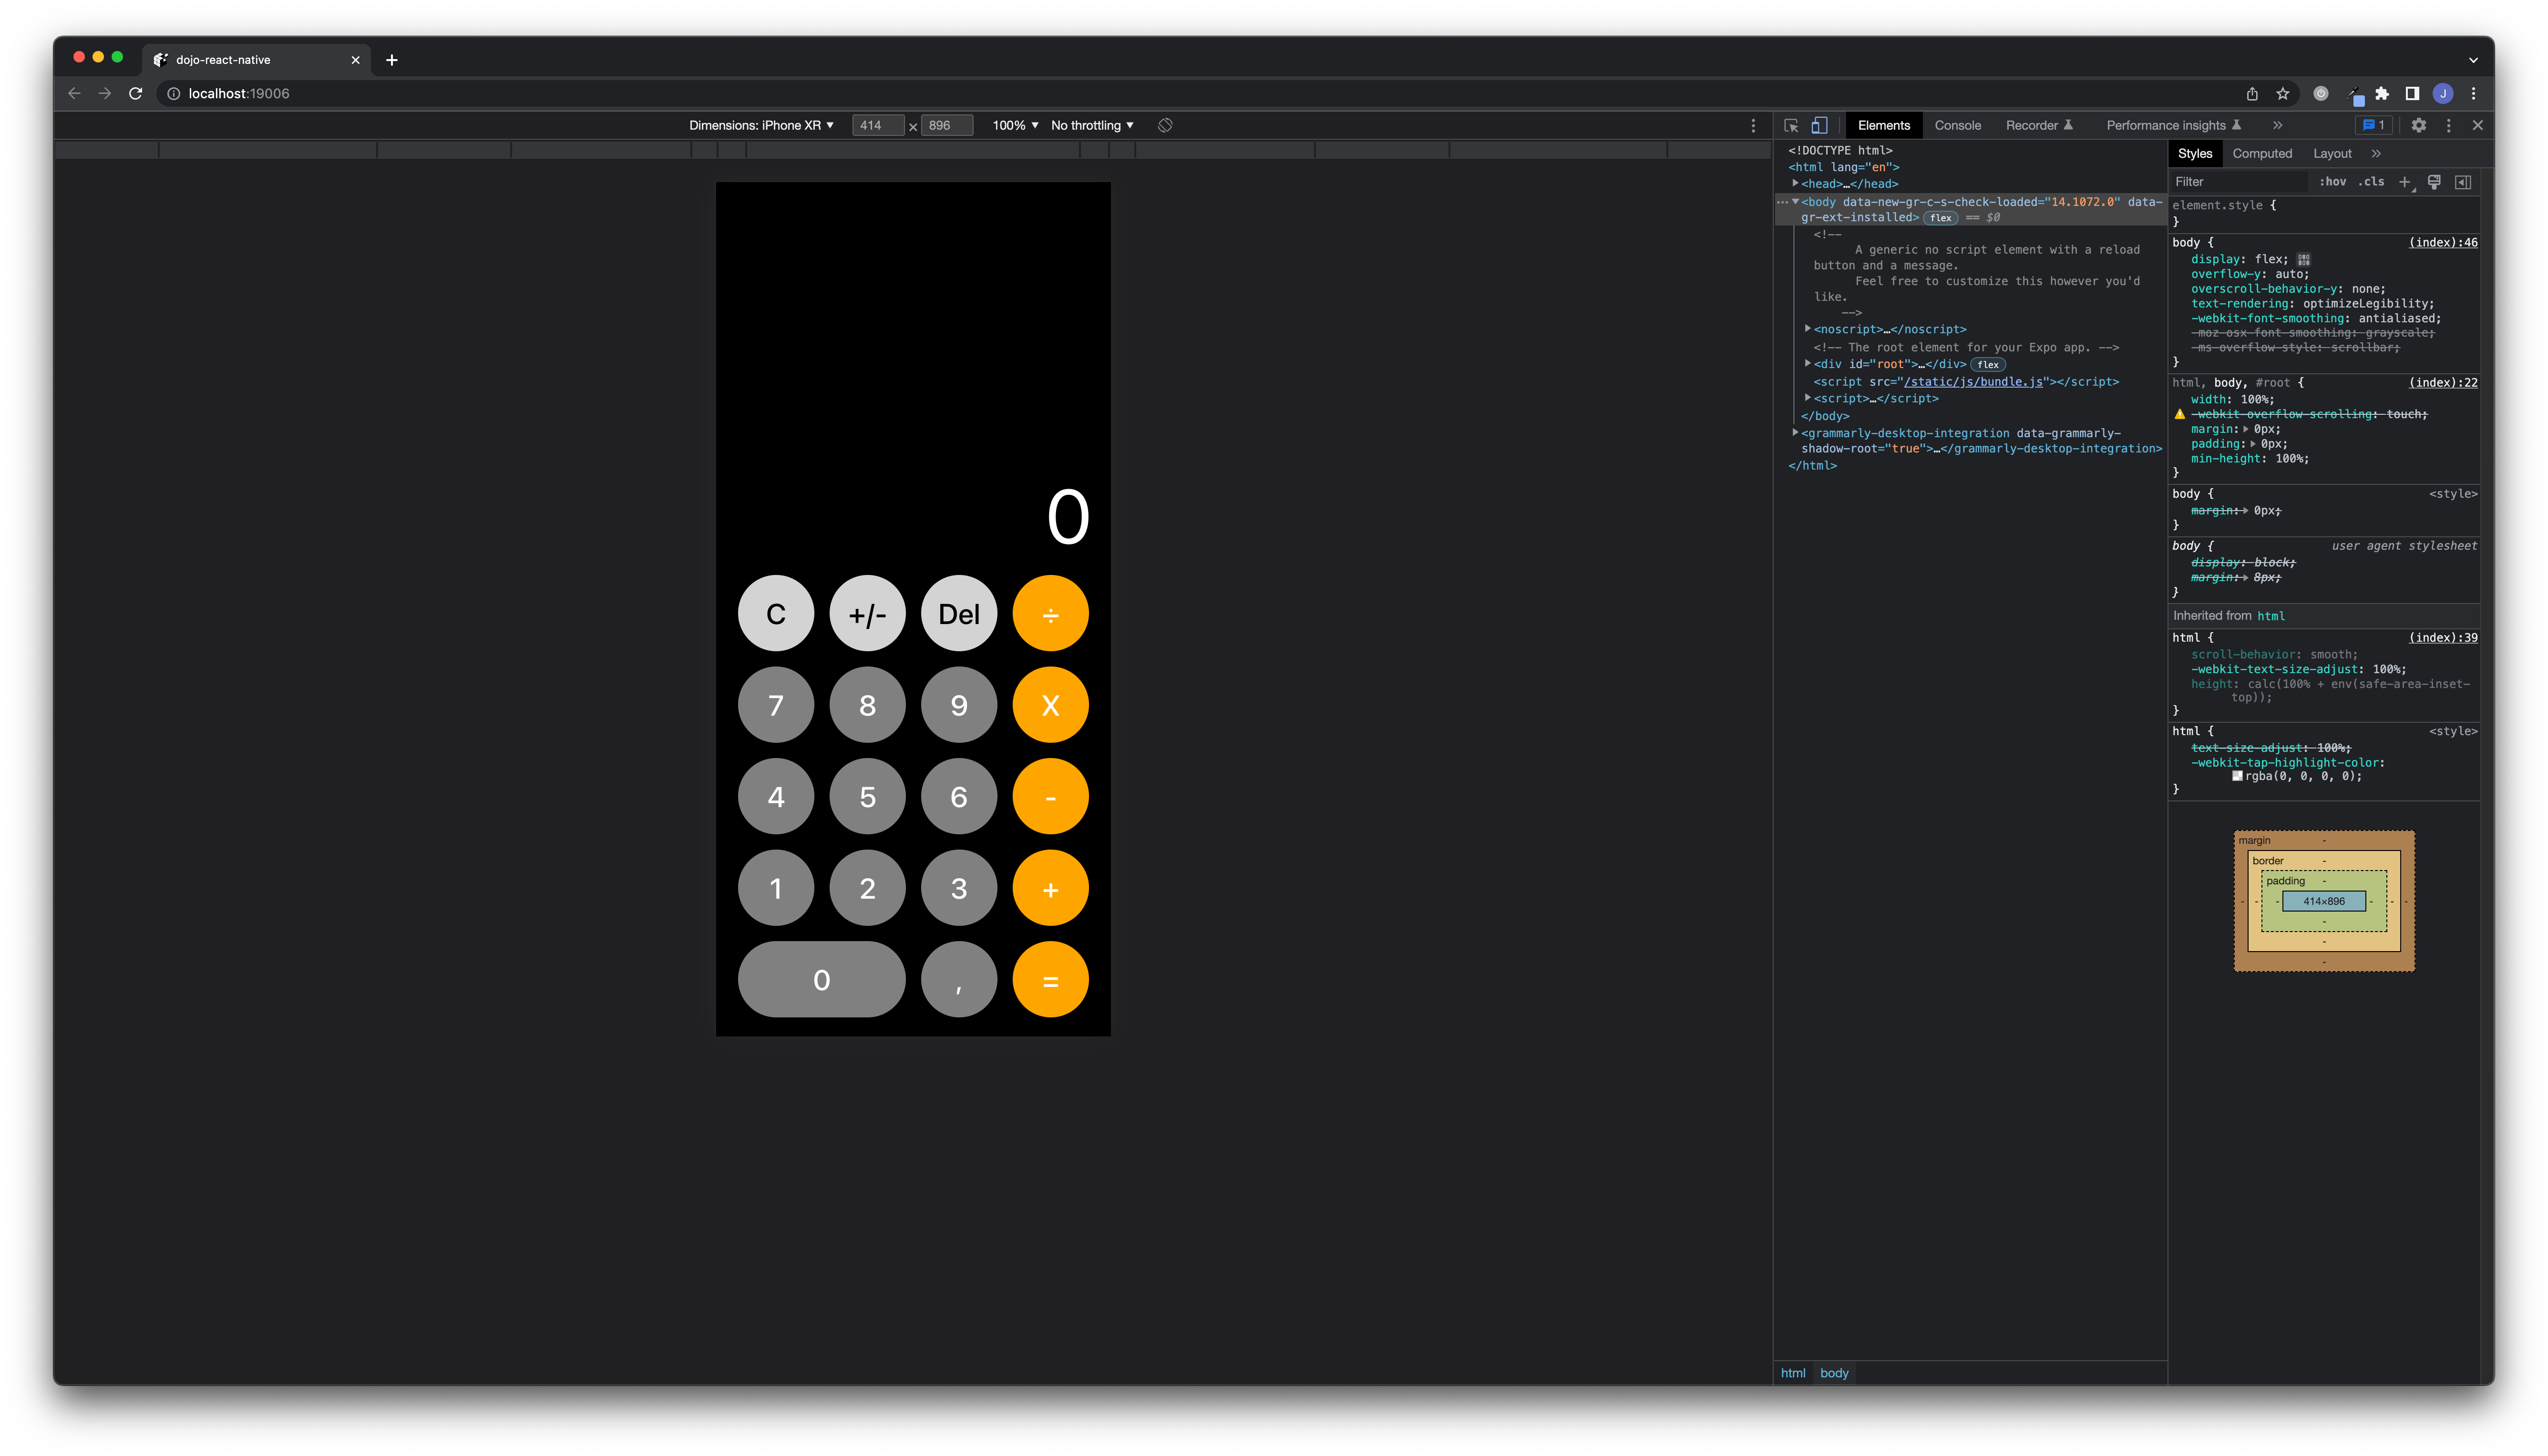 dojo-react-native
localhost:19006
Dimensions: iPhone XR ▼ 414 × 896 100% ▼ No throttling ▼
C +/- Del ÷
7 8 9 X
4 5 6 -
1 2 3 +
0 , =
0
Elements Console Recorder Performance insights » 1
<!DOCTYPE html>
<html lang="en">
<head>…</head>
<body data-new-gr-c-s-check-loaded="14.1072.0" data-
gr-ext-installed> flex == $0
<!--
A generic no script element with a reload
button and a message.
Feel free to customize this however you'd
like.
-->
<noscript>…</noscript>
<!-- The root element for your Expo app. -->
<div id="root">…</div> flex
<script src="/static/js/bundle.js"></script>
<script>…</script>
</body>
<grammarly-desktop-integration data-grammarly-
shadow-root="true">…</grammarly-desktop-integration>
</html>
html body
Styles Computed Layout »
Filter :hov .cls +
element.style {
}
body { (index):46
display: flex;
overflow-y: auto;
overscroll-behavior-y: none;
text-rendering: optimizeLegibility;
-webkit-font-smoothing: antialiased;
-moz-osx-font-smoothing: grayscale;
-ms-overflow-style: scrollbar;
}
html, body, #root { (index):22
width: 100%;
-webkit-overflow-scrolling: touch;
margin: 0px;
padding: 0px;
min-height: 100%;
}
body { <style>
margin: 0px;
}
body { user agent stylesheet
display: block;
margin: 8px;
}
Inherited from html
html { (index):39
scroll-behavior: smooth;
-webkit-text-size-adjust: 100%;
height: calc(100% + env(safe-area-inset-
top));
}
html { <style>
text-size-adjust: 100%;
-webkit-tap-highlight-color:
rgba(0, 0, 0, 0);
}
margin -
border -
padding -
- - - 414×896 - - -
-
-
-
J